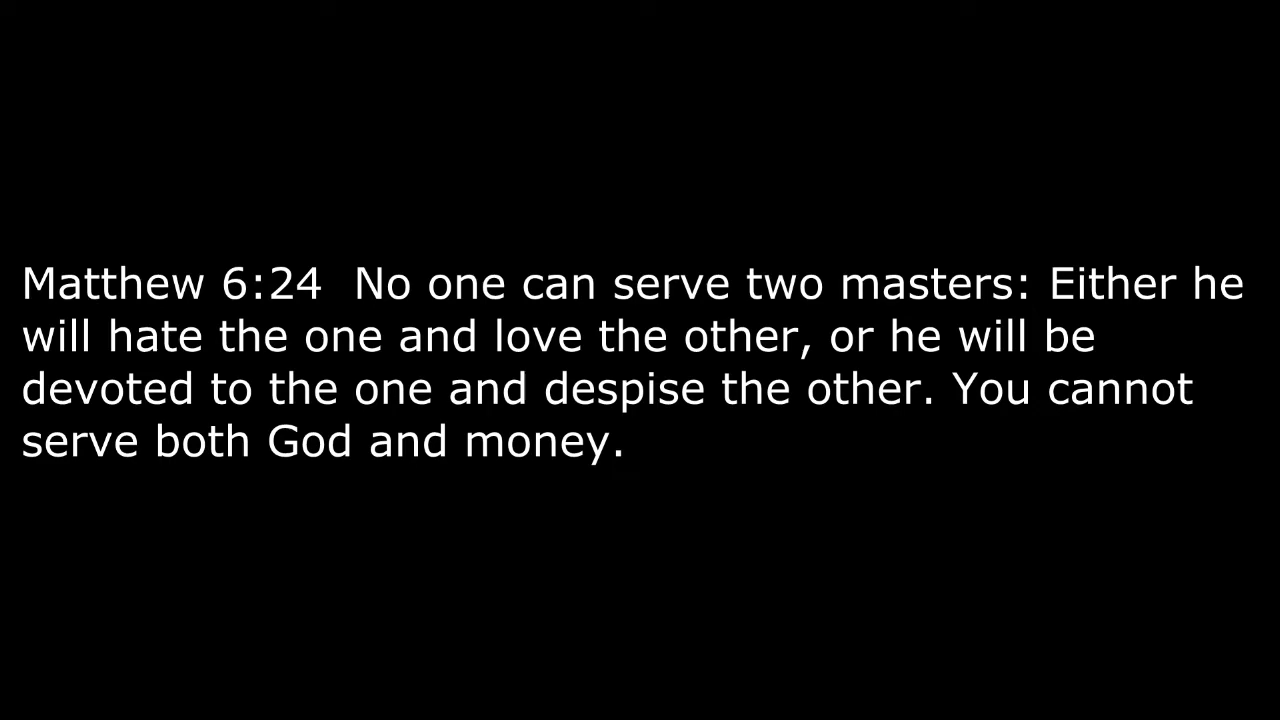 Matthew 6:24  No one can serve two masters: Either he
will hate the one and love the other, or he will be
devoted to the one and despise the other. You cannot
serve both God and money.